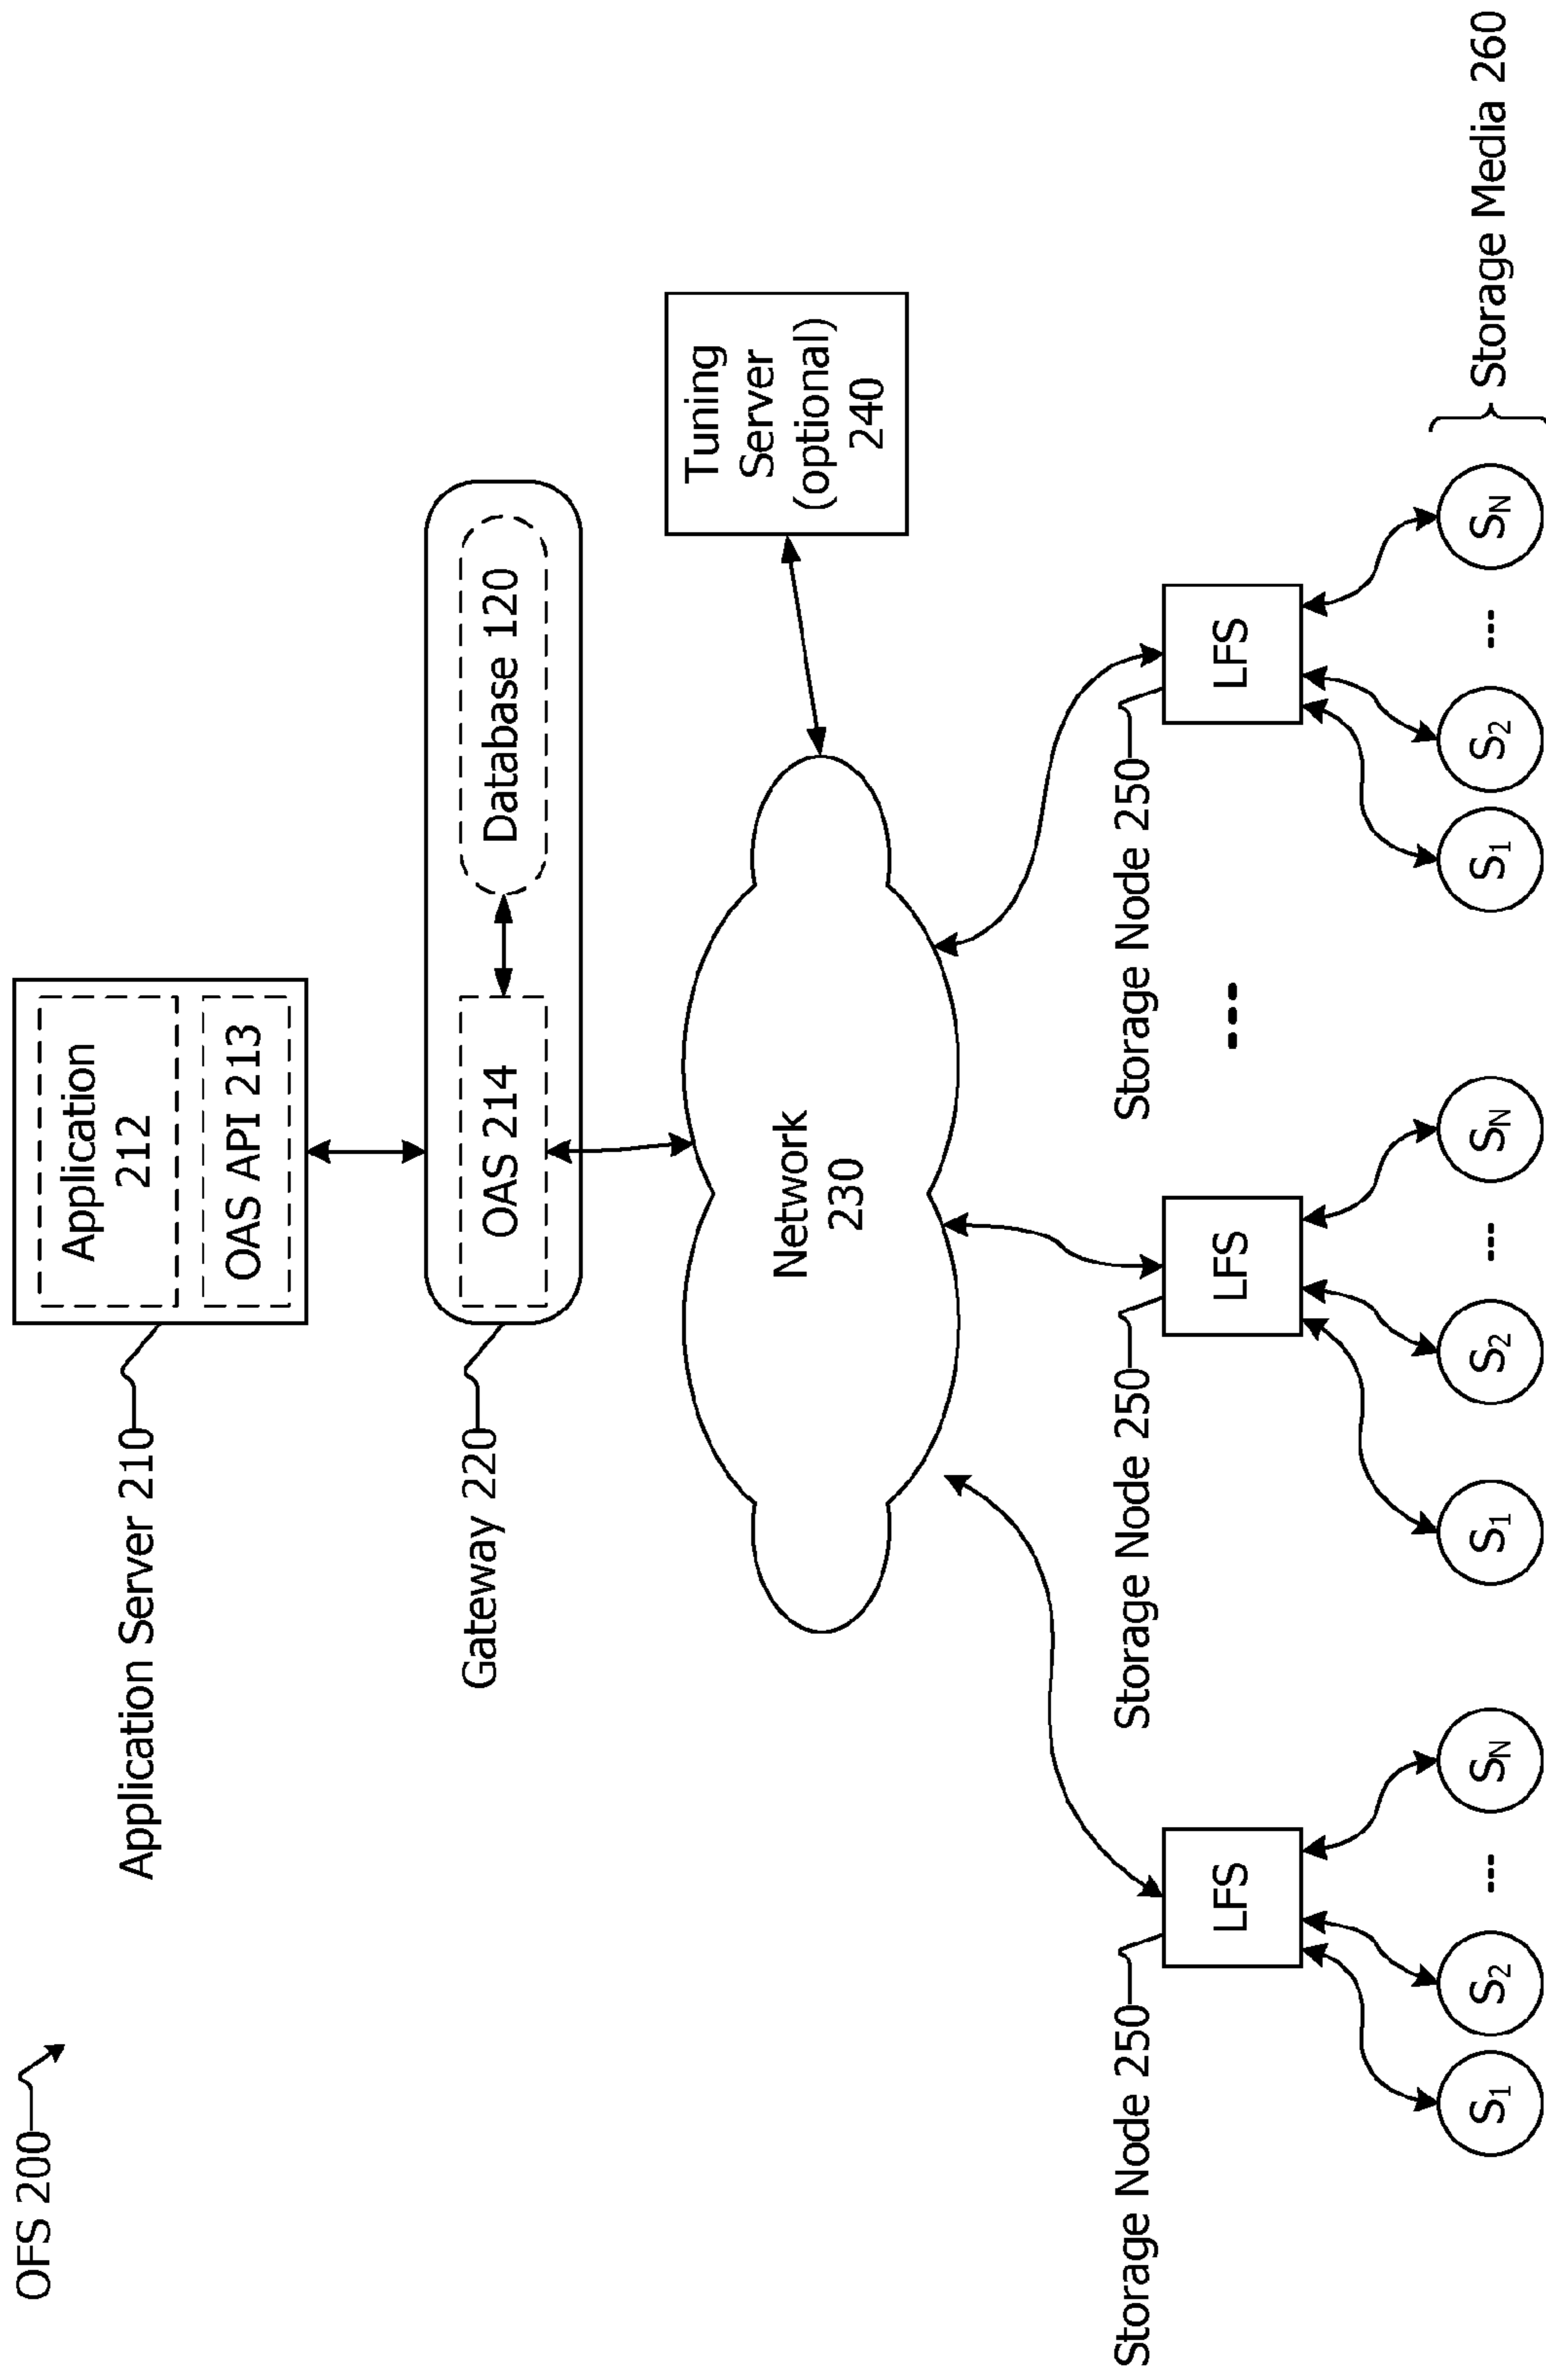 OFS 200
Application Server 210
Application
212
OAS API 213
Gateway 220
OAS 214
Database 120
Network
230
Tuning
Server
(optional)
240
Storage Node 250
LFS
S1
S2
...
SN
Storage Node 250
LFS
S1
S2
...
SN
...
Storage Node 250
LFS
S1
S2
...
SN
Storage Media 260